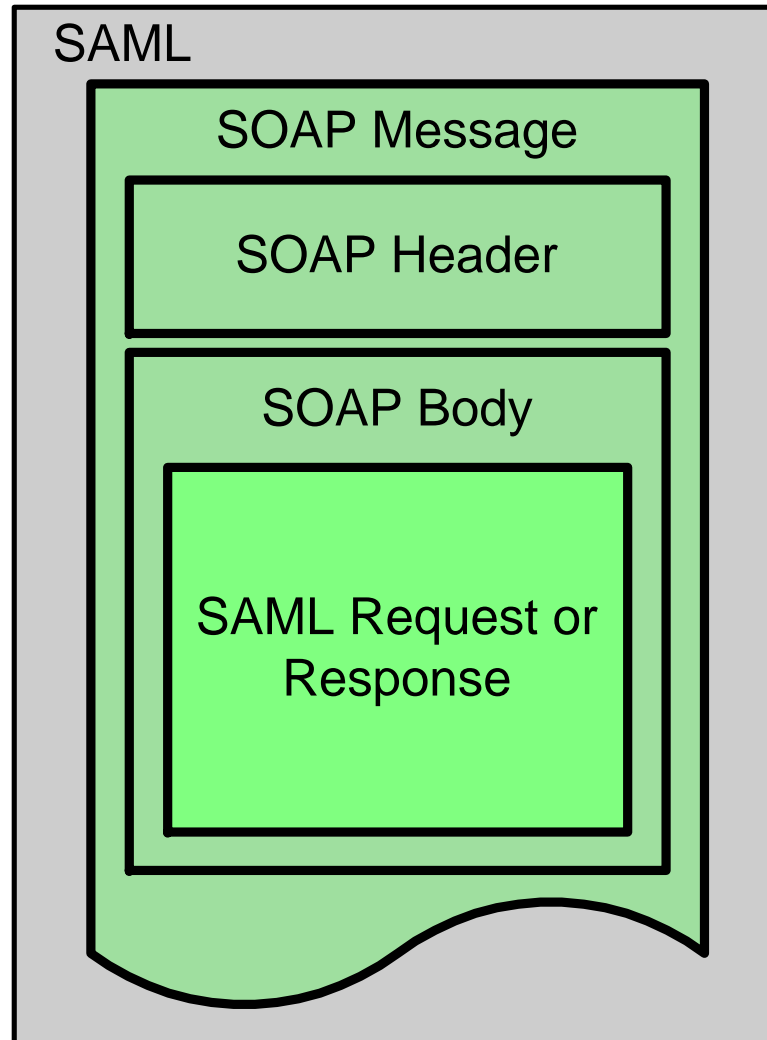 SAML
SOAP Message
SOAP Header
SOAP Body
SAML Request or
Response